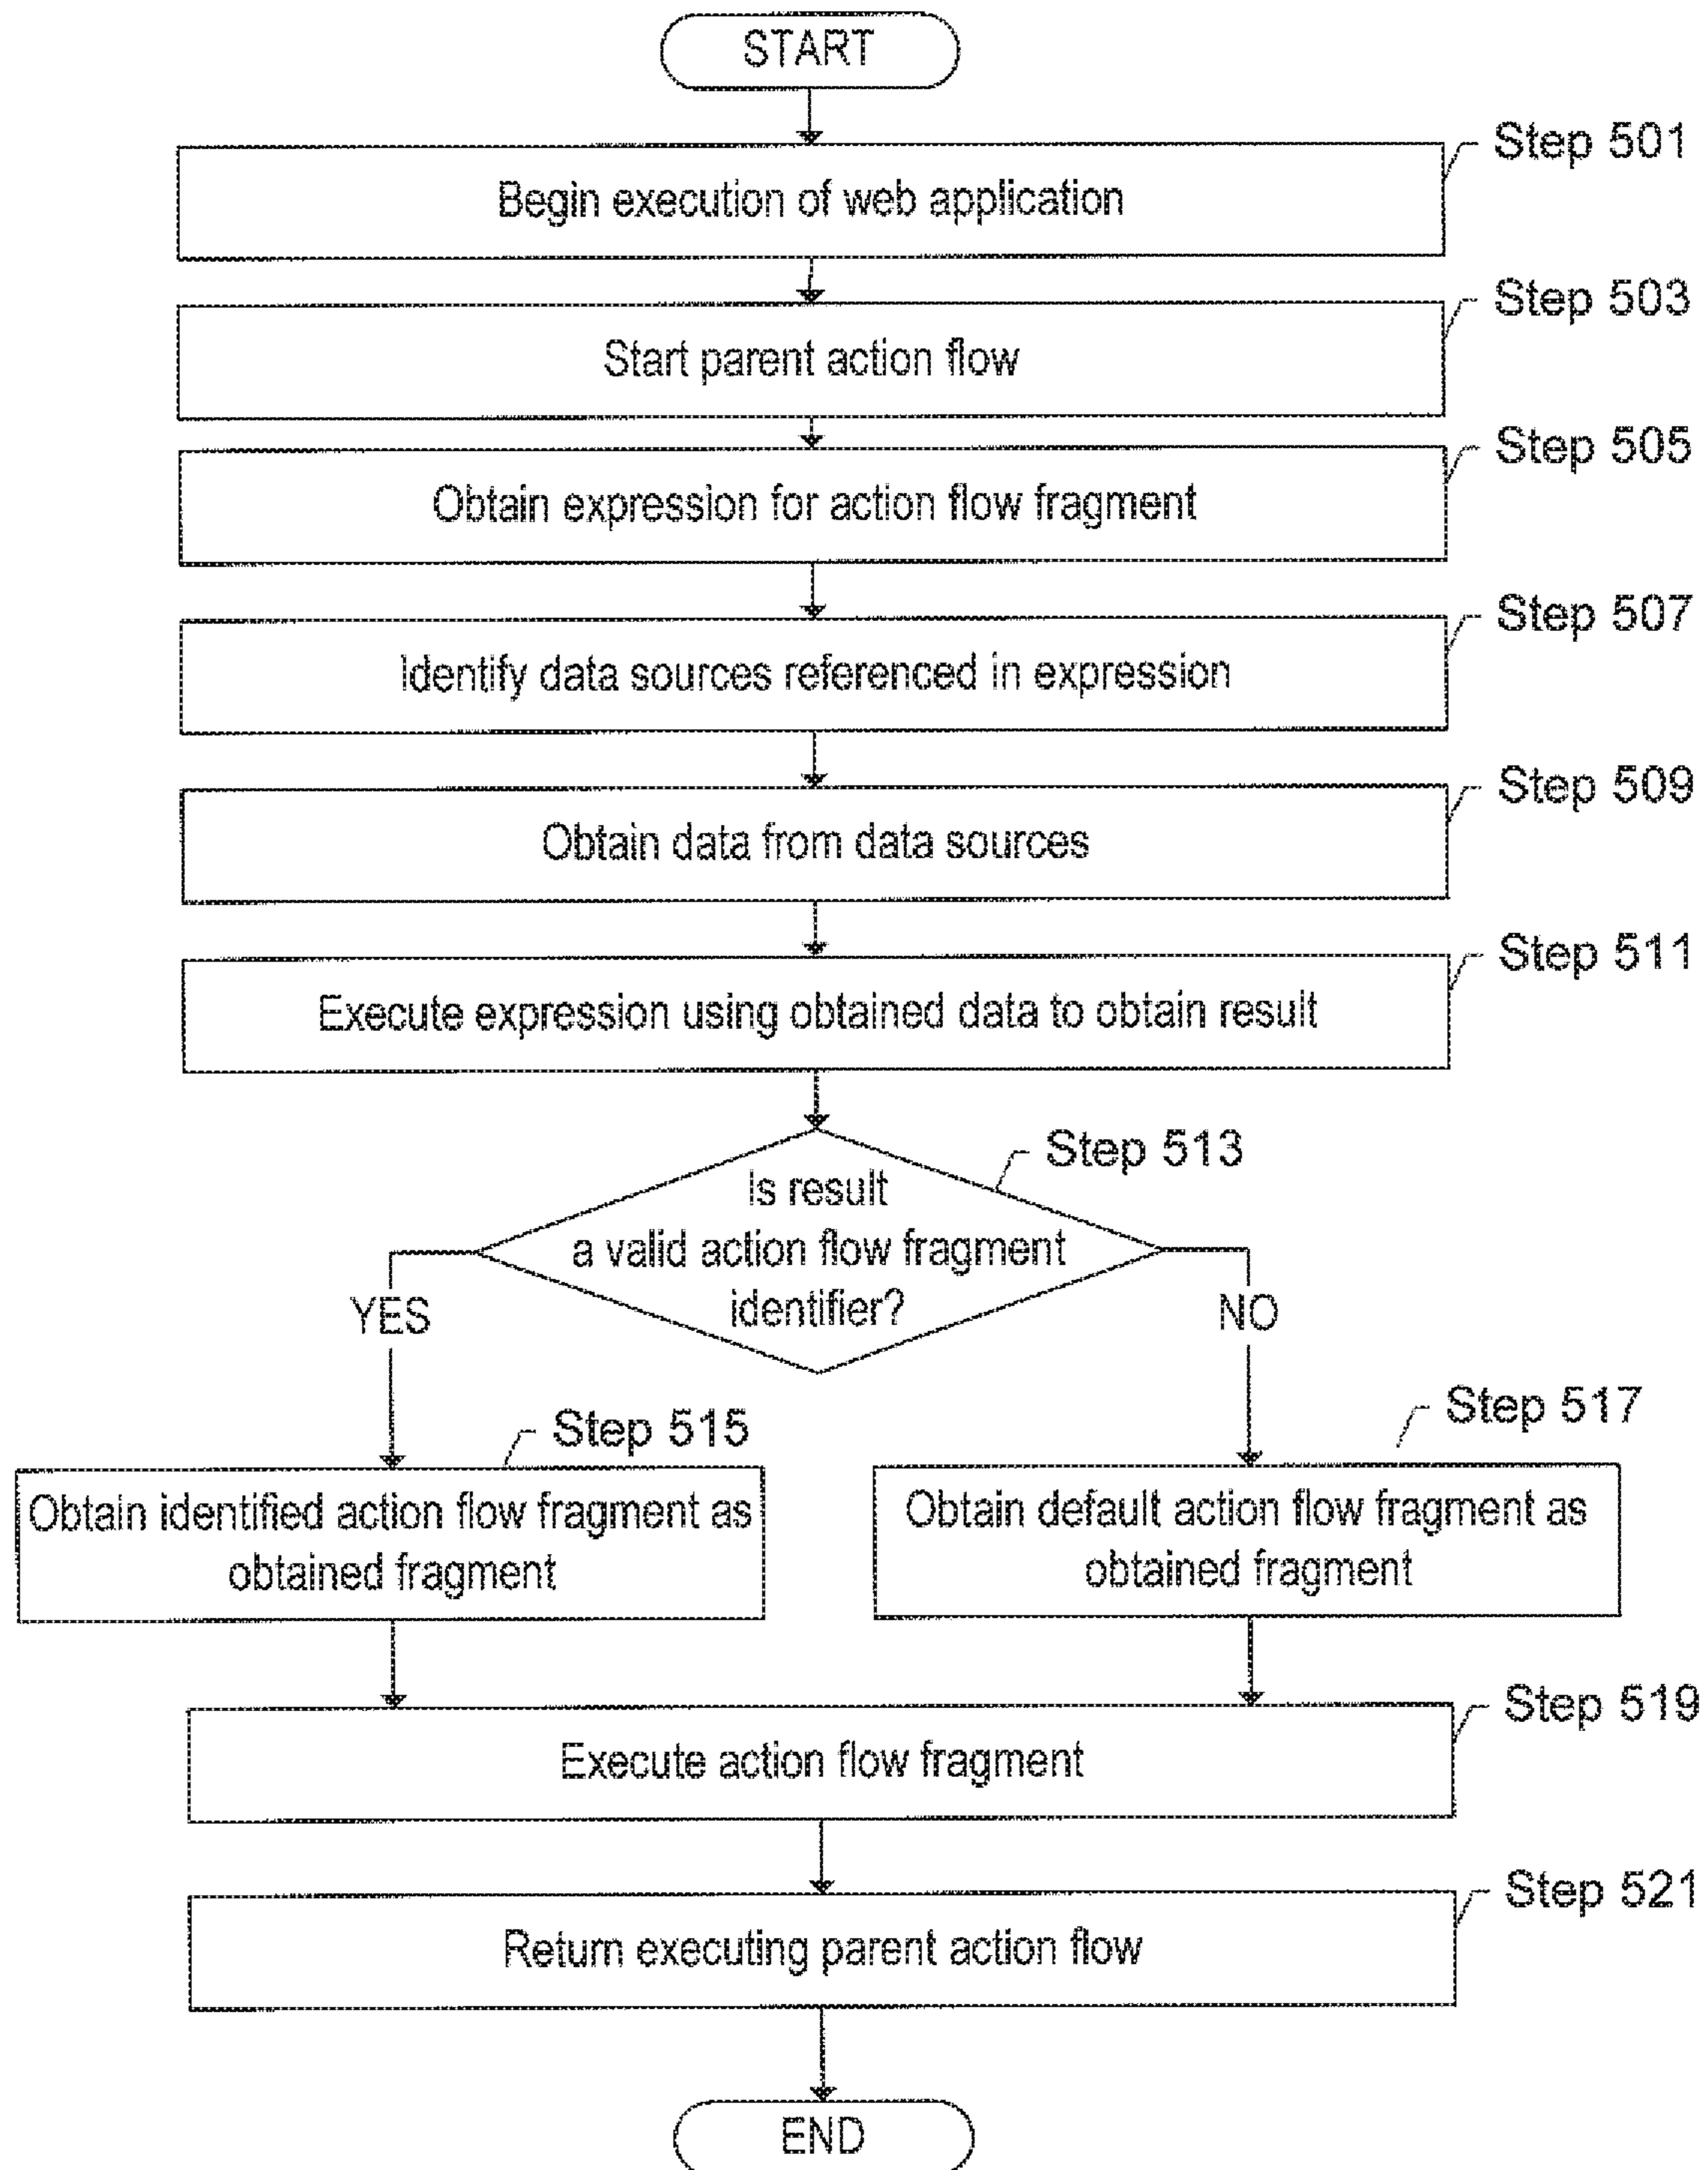 START
Step 501
Begin execution of web application
Step 503
Start parent action flow
Step 505
Obtain expression for action flow fragment
Step 507
Identify data sources referenced in expression
Step 509
Obtain data from data sources
Step 511
Execute expression using obtained data to obtain result
Step 513
Is result
a valid action flow fragment
identifier?
YES
NO
Step 515
Obtain identified action flow fragment as
obtained fragment
Step 517
Obtain default action flow fragment as
obtained fragment
Step 519
Execute action flow fragment
Step 521
Return executing parent action flow
END